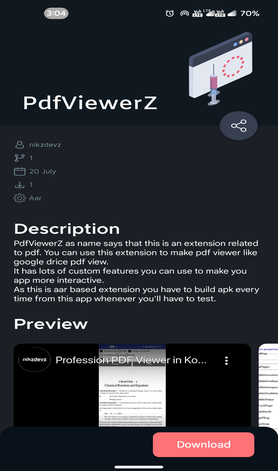 3:04
70%
PdfViewerZ
nikzdevz
1
20 July
1
Aar
Description
PdfViewerZ as name says that this is an extension related
to pdf. You can use this extension to make pdf viewer like
google drice pdf view.
It has lots of custom features you can use to make you
app more interactive.
As this is aar based extension you have to build apk every
time from this app whenever you'll have to test.
Preview
nikzdevz
Profession PDF Viewer in Ko...
Chemical Reactions and Equations
Download